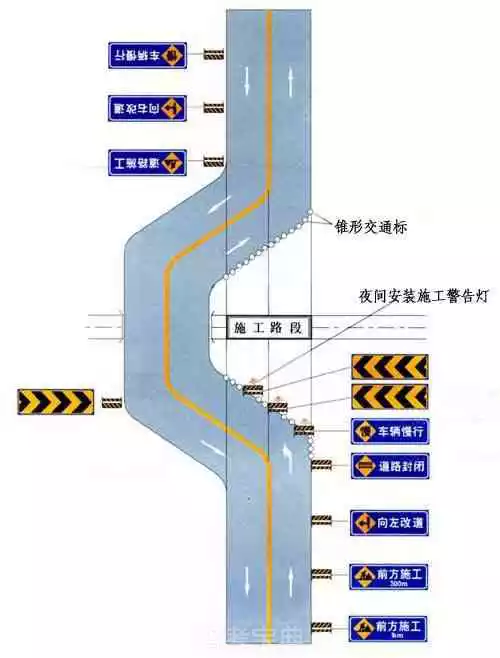 慢 车辆慢行
向右改道
道路施工
锥形交通标
夜间安装施工警告灯
施工路段
慢 车辆慢行
道路封闭
向左改道
前方施工
300m
前方施工
1km